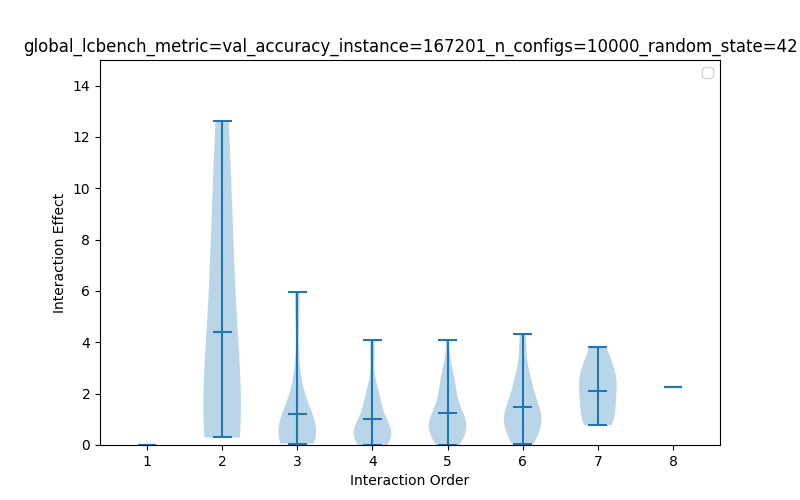 global_lcbench_metric=val_accuracy_instance=167201_n_configs=10000_random_state=42
14
12
10
8
6
4
2
0
Interaction Effect
1 2 3 4 5 6 7 8
Interaction Order